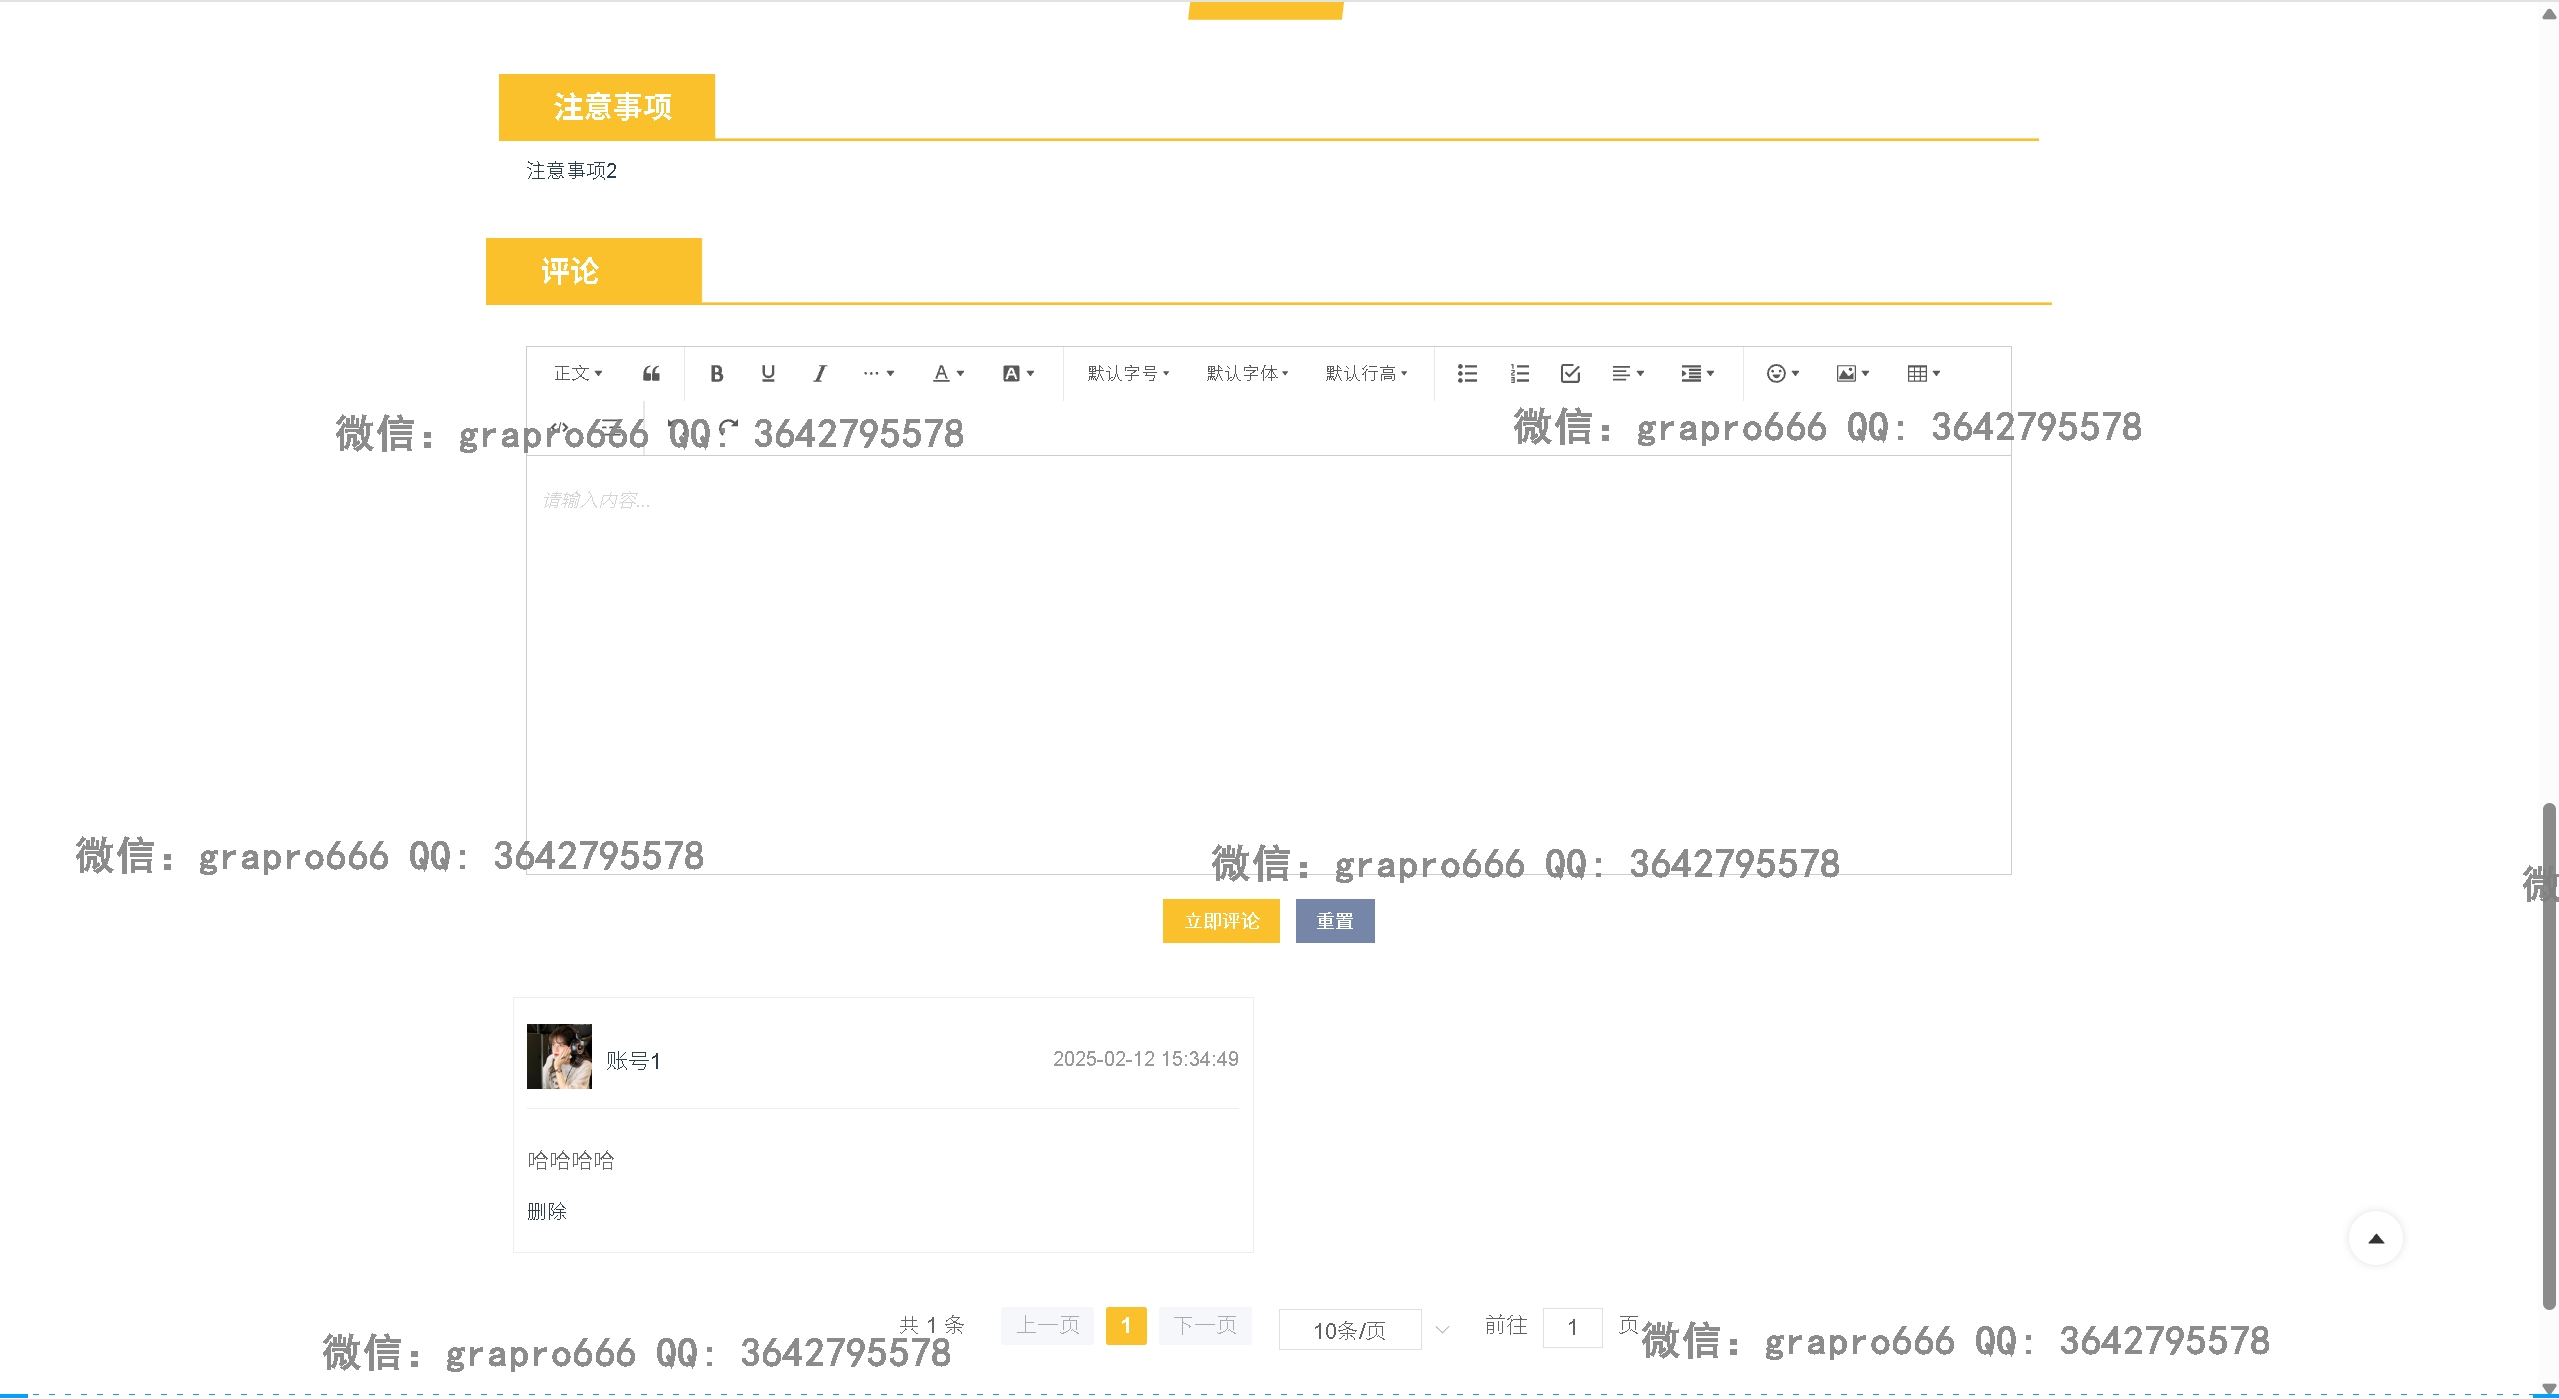 注意事项
注意事项2
评论
正文
默认字号 默认字体 默认行高
微信: grapro666 QQ: 3642795578
微信: grapro666 QQ: 3642795578
请输入内容...
微信: grapro666 QQ: 3642795578
微信: grapro666 QQ: 3642795578
微
立即评论 重置
账号1 2025-02-12 15:34:49
哈哈哈哈
删除
共 1 条 上一页 1 下一页 10条/页 前往 1 页
微信: grapro666 QQ: 3642795578
微信: grapro666 QQ: 3642795578